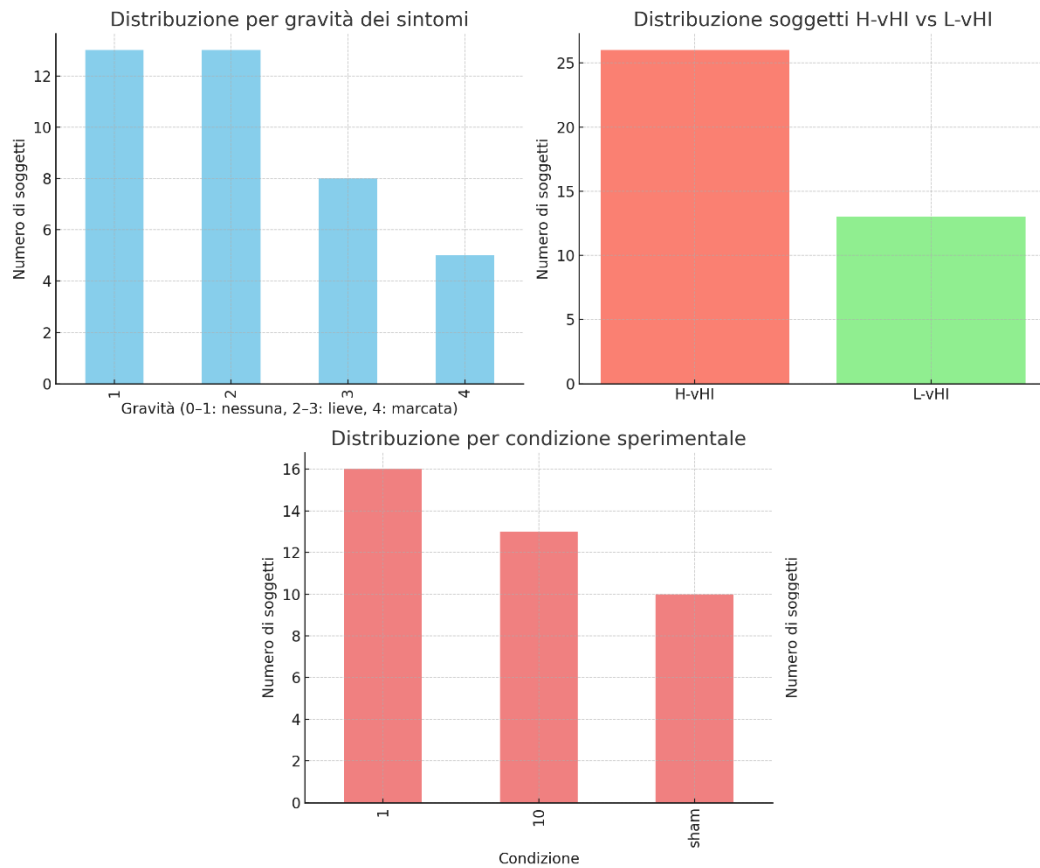 Distribuzione per gravità dei sintomi
Numero di soggetti
12
10
8
6
4
2
0
1
2
3
4
Gravità (0–1: nessuna, 2–3: lieve, 4: marcata)
Distribuzione soggetti H-vHI vs L-vHI
Numero di soggetti
25
20
15
10
5
0
H-vHI
L-vHI
Distribuzione per condizione sperimentale
Numero di soggetti
16
14
12
10
8
6
4
2
0
1
10
sham
Condizione
Numero di soggetti